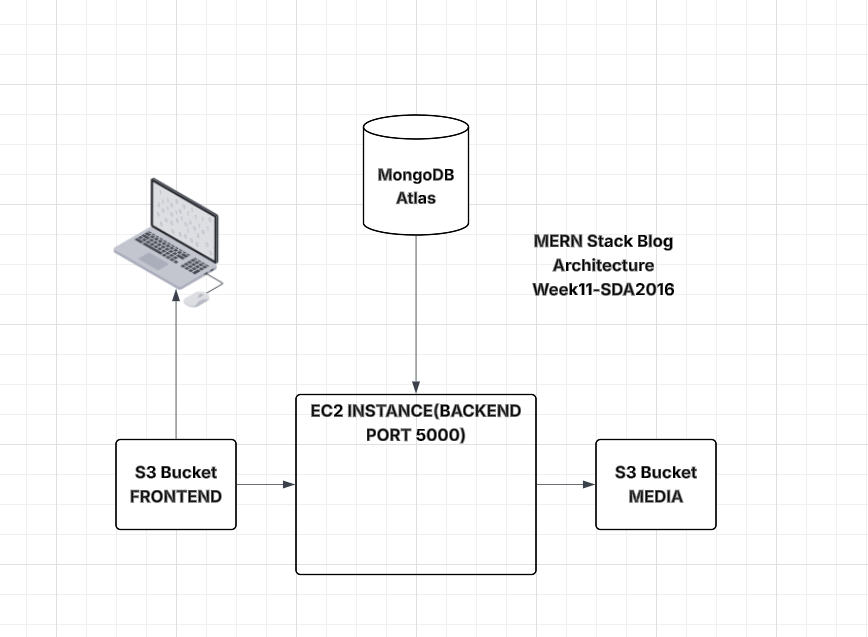 MongoDB
Atlas
MERN Stack Blog
Architecture
Week11-SDA2016
EC2 INSTANCE(BACKEND
PORT 5000)
S3 Bucket
FRONTEND
S3 Bucket
MEDIA